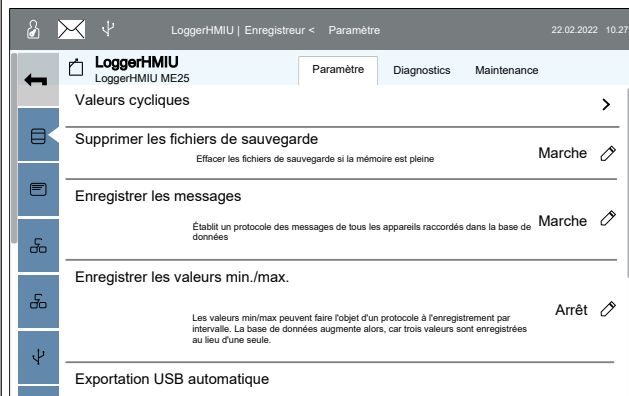 LoggerHMIU | Enregistreur < Paramètre
22.02.2022 10.27
LoggerHMIU
LoggerHMIU ME25
Paramètre
Diagnostics
Maintenance
Valeurs cycliques
Supprimer les fichiers de sauvegarde
Effacer les fichiers de sauvegarde si la mémoire est pleine
Marche
Enregistrer les messages
Établit un protocole des messages de tous les appareils raccordés dans la base de
données
Marche
Enregistrer les valeurs min./max.
Les valeurs min/max peuvent faire l'objet d'un protocole à l'enregistrement par
intervalle. La base de données augmente alors, car trois valeurs sont enregistrées
au lieu d'une seule.
Arrêt
Exportation USB automatique